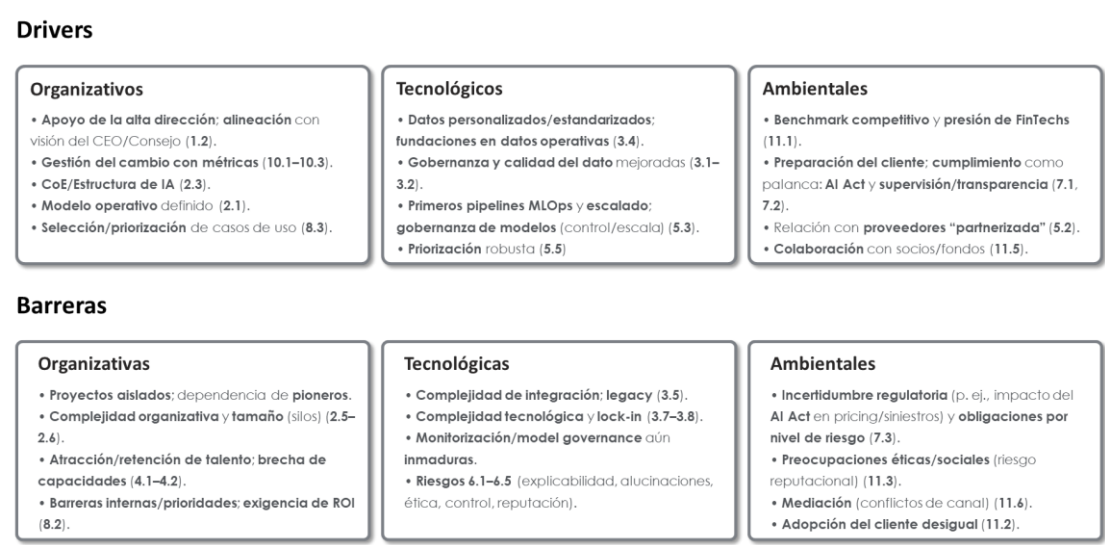 Drivers
Organizativos
• Apoyo de la alta dirección; alineación con
visión del CEO/Consejo (1.2).
• Gestión del cambio con métricas (10.1–10.3).
• CoE/Estructura de IA (2.3).
• Modelo operativo definido (2.1).
• Selección/priorización de casos de uso (8.3).
Tecnológicos
• Datos personalizados/estandarizados;
fundaciones en datos operativas (3.4).
• Gobernanza y calidad del dato mejoradas (3.1–
3.2).
• Primeros pipelines MLOps y escalado;
gobernanza de modelos (control/escala) (5.3).
• Priorización robusta (5.5)
Ambientales
• Benchmark competitivo y presión de FinTechs
(11.1).
• Preparación del cliente; cumplimiento como
palanca: AI Act y supervisión/transparencia (7.1,
7.2).
• Relación con proveedores “partnerizada” (5.2).
• Colaboración con socios/fondos (11.5).
Barreras
Organizativas
• Proyectos aislados; dependencia de pioneros.
• Complejidad organizativa y tamaño (silos) (2.5–
2.6).
• Atracción/retención de talento; brecha de
capacidades (4.1–4.2).
• Barreras internas/prioridades; exigencia de ROI
(8.2).
Tecnológicas
• Complejidad de integración; legacy (3.5).
• Complejidad tecnológica y lock-in (3.7–3.8).
• Monitorización/model governance aún
inmaduras.
• Riesgos 6.1–6.5 (explicabilidad, alucinaciones,
ética, control, reputación).
Ambientales
• Incertidumbre regulatoria (p. ej., impacto del
AI Act en pricing/siniestros) y obligaciones por
nivel de riesgo (7.3).
• Preocupaciones éticas/sociales (riesgo
reputacional) (11.3).
• Mediación (conflictos de canal) (11.6).
• Adopción del cliente desigual (11.2).